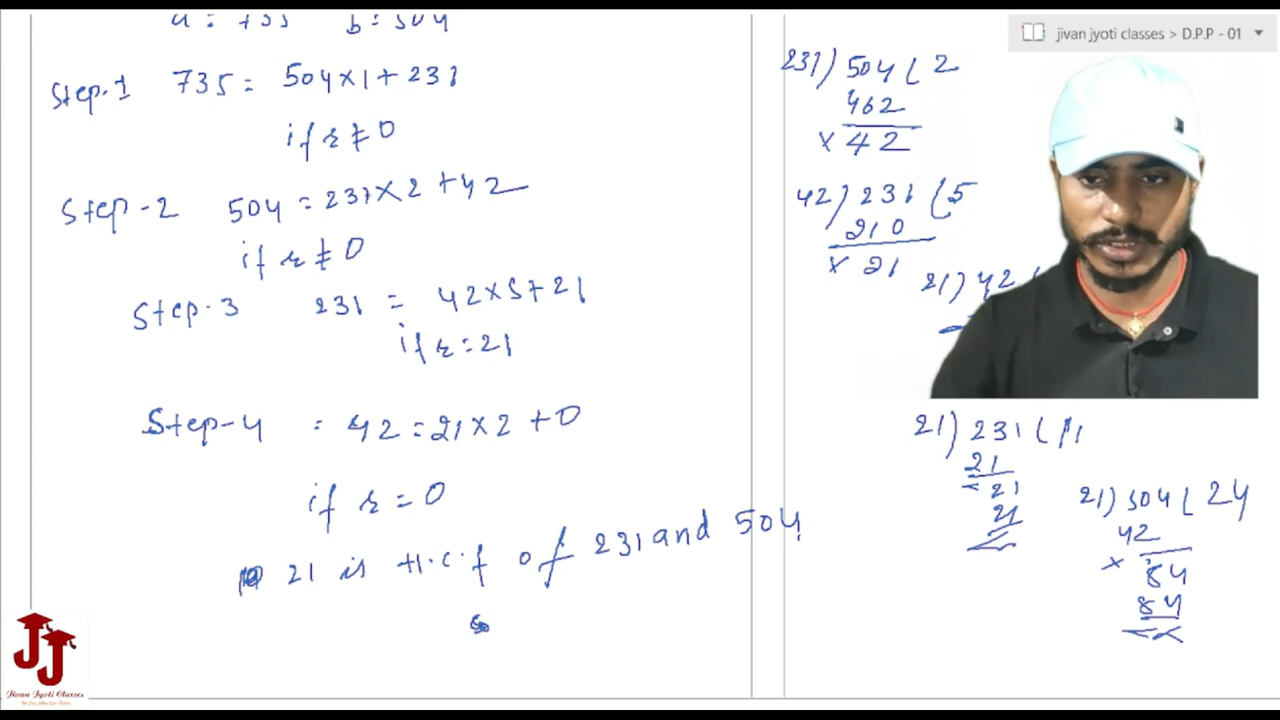 a = 735 b = 504
Step-1 735 = 504×1+231
if r ≠ 0
Step-2 504 = 231×2+42
if r ≠ 0
Step-3 231 = 42×5+21
if r = 21
Step-4 = 42 = 21×2+0
if r = 0
21 is H.C.f of 231 and 504
jivan jyoti classes > D.P.P - 01
231) 504 ( 2
462
× 42
42) 231 (5
210
× 21
21) 42 (
21) 231 ( 11
21
21
21
21) 504 ( 24
42
× 84
84
JJ
Jivan Jyoti Classes